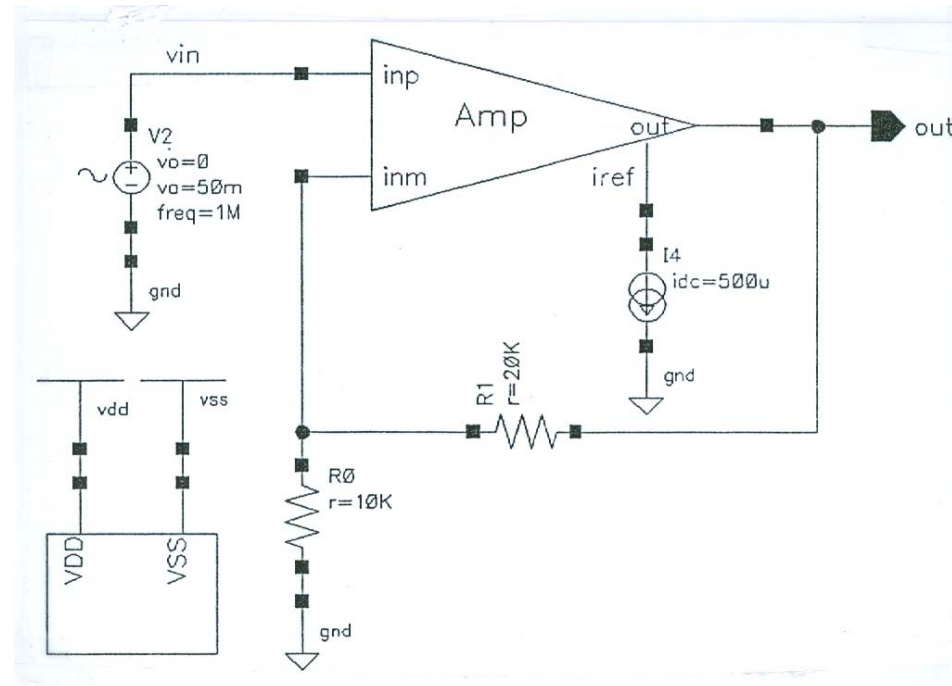 vin
inp
Amp
out
out
V2
vo=0
va=50m
freq=1M
inm
iref
I4
idc=500u
gnd
gnd
vdd
vss
R1
r=20K
R0
r=10K
VDD
VSS
gnd